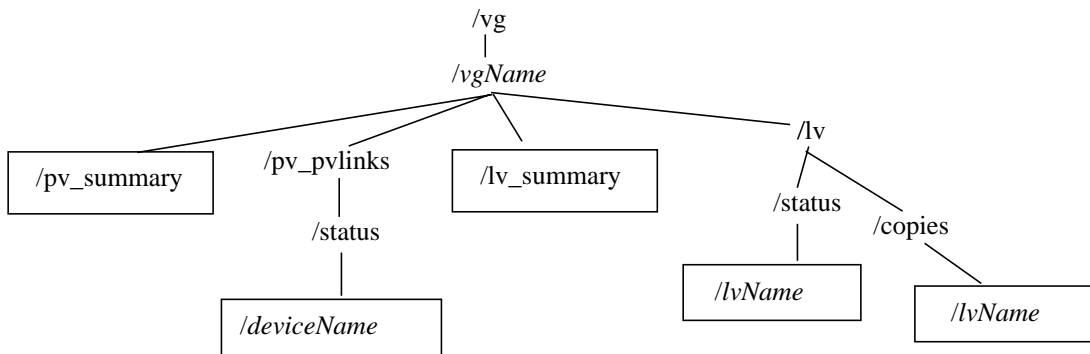 /vg
/vgName
/lv
/pv_summary
/pv_pvlinks
/lv_summary
/status
/copies
/status
/deviceName
/lvName
/lvName